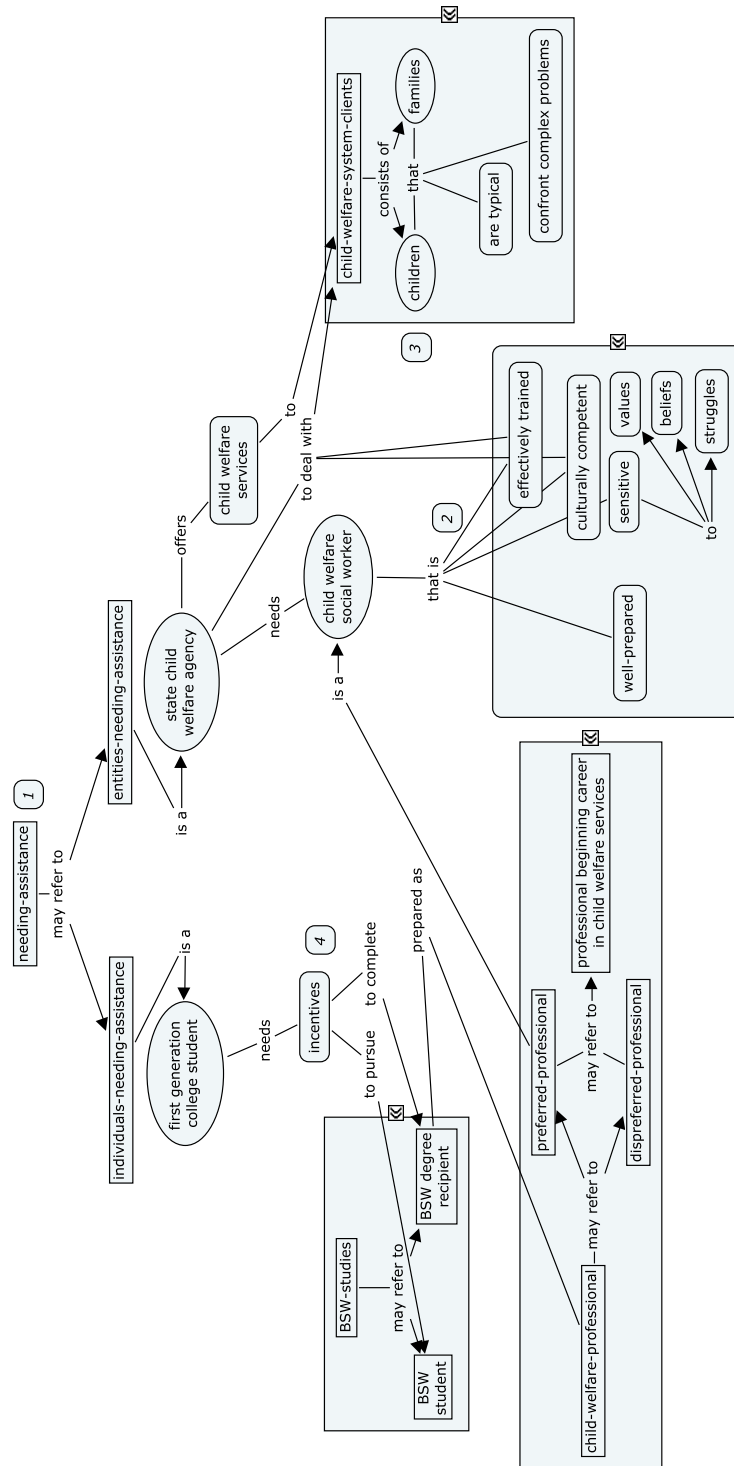 needing-assistance
1
may refer to
individuals-needing-assistance
entities-needing-assistance
is a
is a
first generation
college student
state child
welfare agency
offers
child welfare
services
to
needs
needs
to deal with
incentives
4
child welfare
social worker
is a
to pursue
to complete
prepared as
that is
2
3
child-welfare-system-clients
consists of
children
families
that
are typical
confront complex problems
BSW-studies
may refer to
BSW
student
BSW degree
recipient
effectively trained
culturally competent
sensitive
well-prepared
values
beliefs
struggles
to
child-welfare-professional
may refer to
preferred-professional
dispreferred-professional
may refer to
professional beginning career
in child welfare services